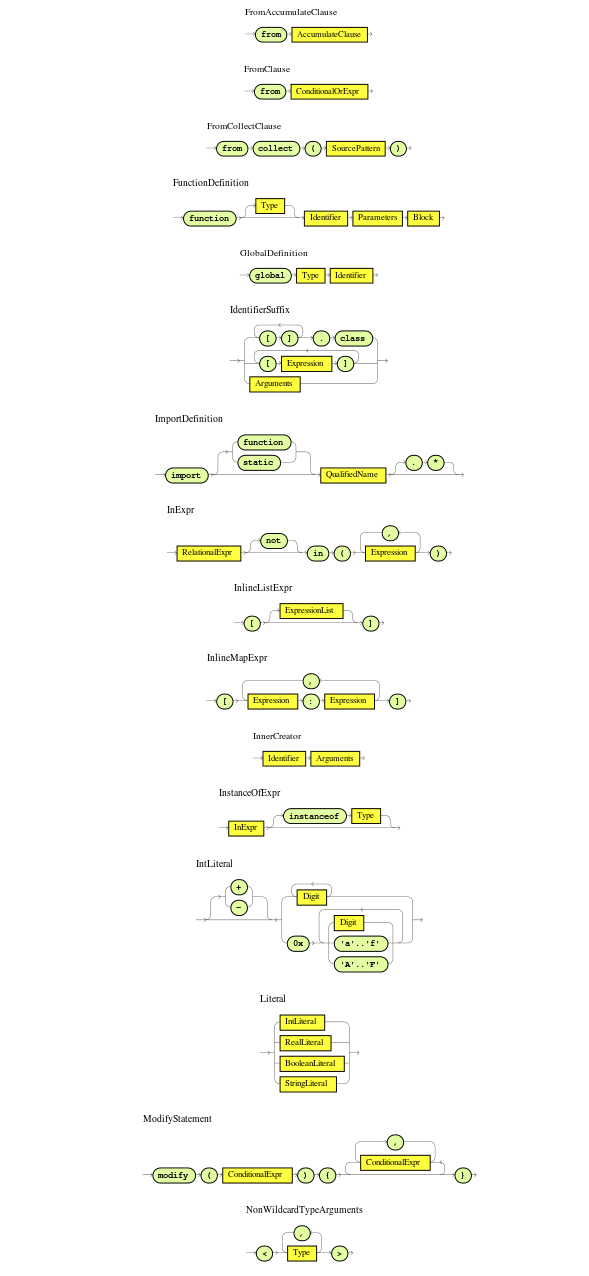 FromAccumulateClause
from AccumulateClause
FromClause
from ConditionalOrExpr
FromCollectClause
from collect ( SourcePattern )
FunctionDefinition
Type
function Identifier Parameters Block
GlobalDefinition
global Type Identifier
IdentifierSuffix
[ ] . class
[ Expression ]
Arguments
ImportDefinition
function
static . *
import QualifiedName
InExpr
not ,
RelationalExpr in ( Expression )
InlineListExpr
ExpressionList
[ ]
InlineMapExpr
,
[ Expression : Expression ]
InnerCreator
Identifier Arguments
InstanceOfExpr
instanceof Type
InExpr
IntLiteral
+
Digit
-
Digit
0x 'a'..'f'
'A'..'F'
Literal
IntLiteral
RealLiteral
BooleanLiteral
StringLiteral
ModifyStatement
,
ConditionalExpr
modify ( ConditionalExpr ) { }
NonWildcardTypeArguments
,
< Type >